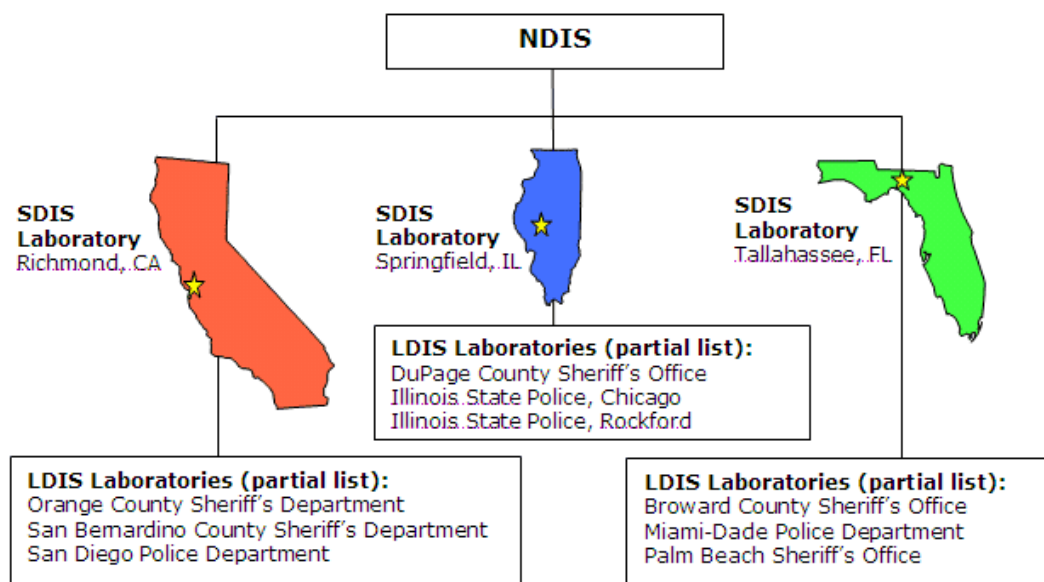 NDIS
SDIS
Laboratory
Richmond, CA
SDIS
Laboratory
Springfield, IL
SDIS
Laboratory
Tallahassee, FL
LDIS Laboratories (partial list):
DuPage County Sheriff's Office
Illinois State Police, Chicago
Illinois State Police, Rockford
LDIS Laboratories (partial list):
Orange County Sheriff's Department
San Bernardino County Sheriff's Department
San Diego Police Department
LDIS Laboratories (partial list):
Broward County Sheriff's Office
Miami-Dade Police Department
Palm Beach Sheriff's Office